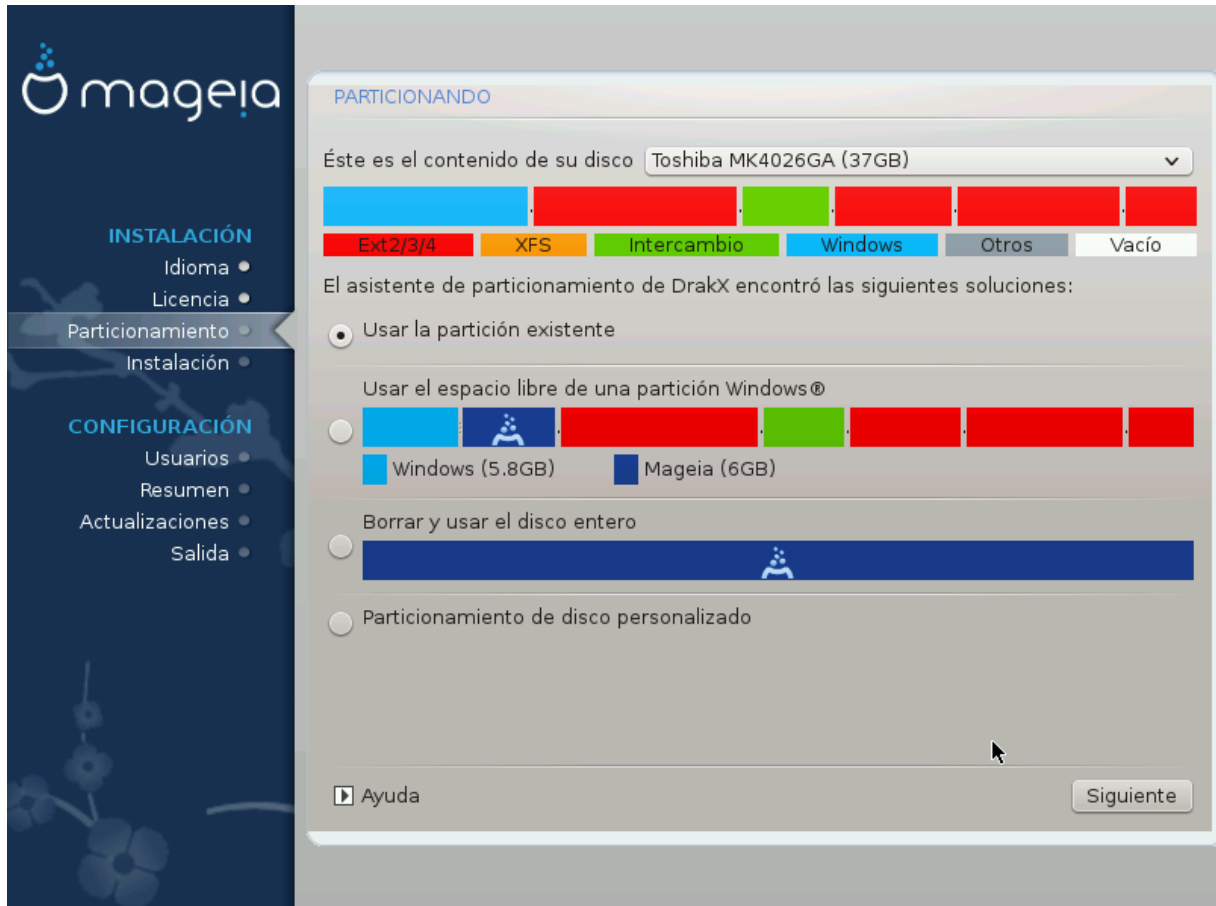 mageia
INSTALACIÓN
Idioma
Licencia
Particionamiento
Instalación
CONFIGURACIÓN
Usuarios
Resumen
Actualizaciones
Salida
PARTICIONANDO
Éste es el contenido de su disco Toshiba MK4026GA (37GB)
Ext2/3/4 XFS Intercambio Windows Otros Vacío
El asistente de particionamiento de DrakX encontró las siguientes soluciones:
Usar la partición existente
Usar el espacio libre de una partición Windows®
Windows (5.8GB) Mageia (6GB)
Borrar y usar el disco entero
Particionamiento de disco personalizado
Ayuda Siguiente